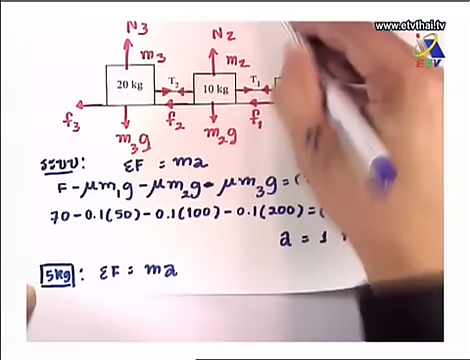 www.etvthai.tv
ETV
N3 N2
m3 m2
20 kg T2 10 kg T1
f3 f2 f1
m3g m2g
ระบบ: ΣF = ma
F - μm1g - μm2g - μm3g = (
70 - 0.1(50) - 0.1(100) - 0.1(200) = (
a = 1
5kg : ΣF = ma